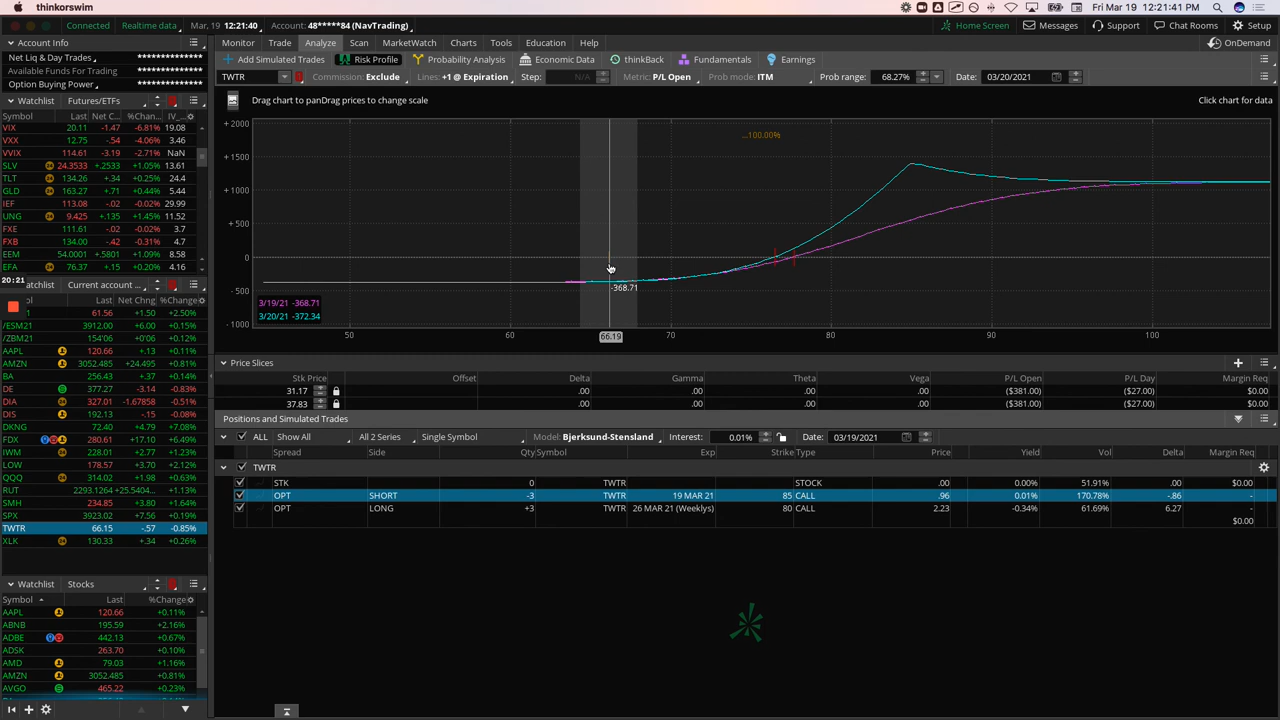 thinkorswim
Fri Mar 19 12:21:41 PM
Connected Realtime data Mar. 19 12:21:40 Account: 48*****84 (NavTrading) Home Screen Messages Support Chat Rooms Setup
Account Info
Net Liq & Day Trades **************
Available Funds For Trading **************
Option Buying Power **************
Watchlist Futures/ETFs
Symbol Last Net C... %Chan... IV_...
VIX 20.11 -1.47 -6.81% 19.08
VXX 12.75 -.54 -4.06% 3.46
VVIX 114.61 -3.19 -2.71% NaN
SLV 24.3533 +.2533 +1.05% 13.61
TLT 134.26 +.34 +0.25% 4.93
GLD 163.27 +.71 +0.44% 5.44
IEF 113.08 -.02 -0.02% 29.99
UNG 9.425 +.135 +1.45% 11.52
FXE 111.61 -.02 -0.02% 3.7
FXB 134.00 -.42 -0.31% 4.7
EEM 54.0001 +.5801 +1.09% 8.58
EFA 76.37 +.15 +0.20% 4.16
20:21
atchlist Current account ...
Last Net Chng %Change
61.56 +1.50 +2.50%
/ESM21 3912.00 +6.00 +0.15%
/ZBM21 154'06 +0'06 +0.12%
AAPL 120.66 +.13 +0.11%
AMZN 3052.485 +24.495 +0.81%
BA 256.43 +.37 +0.14%
DE 377.27 -3.14 -0.83%
DIA 327.01 -1.67858 -0.51%
DIS 192.13 -.15 -0.08%
DKNG 72.40 +4.79 +7.08%
FDX 280.61 +17.10 +6.49%
IWM 228.01 +2.77 +1.23%
LOW 178.57 +3.70 +2.12%
QQQ 314.02 +1.98 +0.63%
RUT 2293.1264 +25.5404... +1.13%
SMH 234.85 +3.80 +1.64%
SPX 3923.02 +7.56 +0.19%
TWTR 66.15 -.57 -0.85%
XLK 130.33 +.34 +0.26%
Watchlist Stocks
Symbol Last %Change
AAPL 120.66 +0.11%
ABNB 195.59 +2.16%
ADBE 442.13 +0.67%
ADSK 263.70 +0.10%
AMD 79.03 +1.16%
AMZN 3052.485 +0.81%
AVGO 465.22 +0.23%
Monitor Trade Analyze Scan MarketWatch Charts Tools Education Help OnDemand
Add Simulated Trades Risk Profile Probability Analysis Economic Data thinkBack Fundamentals Earnings
TWTR Commission: Exclude Lines: +1 @ Expiration Step: N/A Metric: P/L Open Prob mode: ITM Prob range: 68.27% Date: 03/20/2021
Drag chart to panDrag prices to change scale Click chart for data
+2000
+1500
+1000
+500
0
-500
-1000
...100.00%
-368.71
3/19/21 -368.71
3/20/21 -372.34
50 60 66.19 70 80 90 100
Price Slices
Stk Price Offset Delta Gamma Theta Vega P/L Open P/L Day Margin Req
31.17 .00 .00 .00 .00 ($381.00) ($27.00) $0.00
37.83 .00 .00 .00 .00 ($381.00) ($27.00) $0.00
Positions and Simulated Trades
ALL Show All All 2 Series Single Symbol Model: Bjerksund-Stensland Interest: 0.01% Date: 03/19/2021
Spread Side Qty Symbol Exp Strike Type Price Yield Vol Delta Margin Req
TWTR
STK 0 TWTR STOCK .00 0.00% 51.91% .00 $0.00
OPT SHORT -3 TWTR 19 MAR 21 85 CALL .96 0.01% 170.78% -.86 -
OPT LONG +3 TWTR 26 MAR 21 (Weeklys) 80 CALL 2.23 -0.34% 61.69% 6.27 -
$0.00